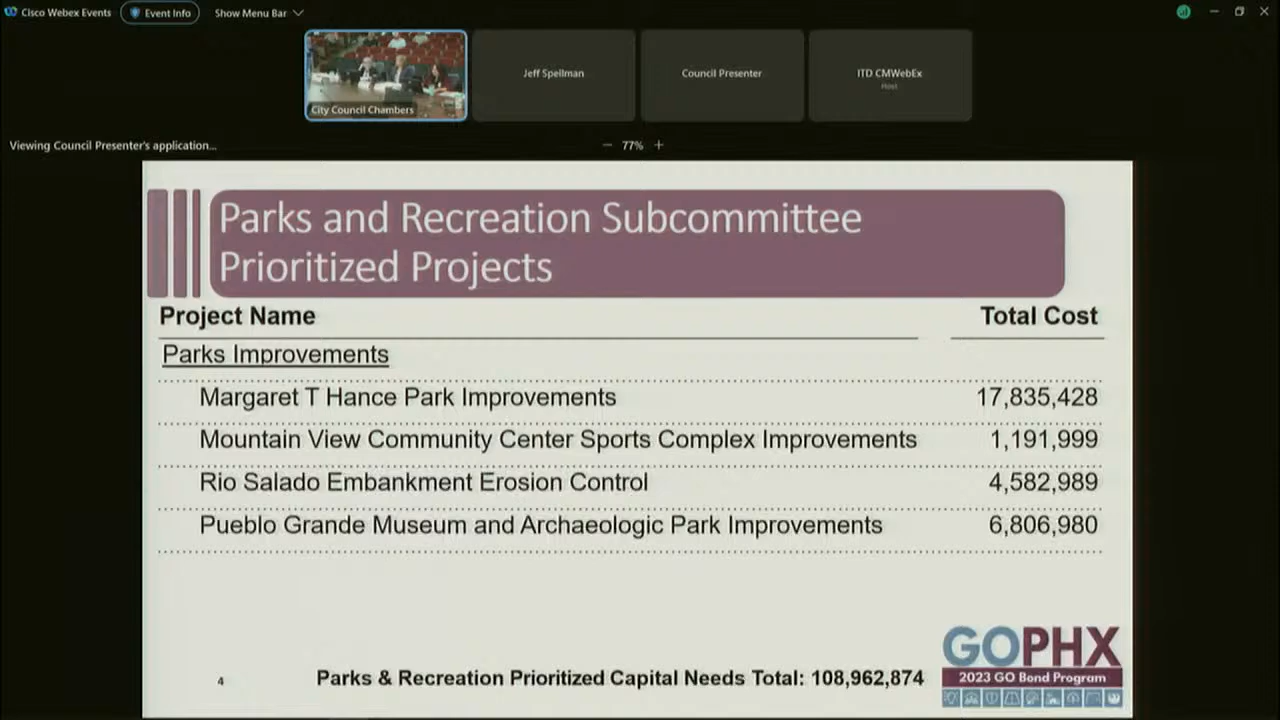 Cisco Webex Events
Event Info
Show Menu Bar
City Council Chambers
Jeff Spellman
Council Presenter
ITD CMWebEx
Host
Viewing Council Presenter's application...
77%
Parks and Recreation Subcommittee
Prioritized Projects
Project Name Total Cost
Parks Improvements
Margaret T Hance Park Improvements 17,835,428
Mountain View Community Center Sports Complex Improvements 1,191,999
Rio Salado Embankment Erosion Control 4,582,989
Pueblo Grande Museum and Archaeologic Park Improvements 6,806,980
4
Parks & Recreation Prioritized Capital Needs Total: 108,962,874
GOPHX
2023 GO Bond Program